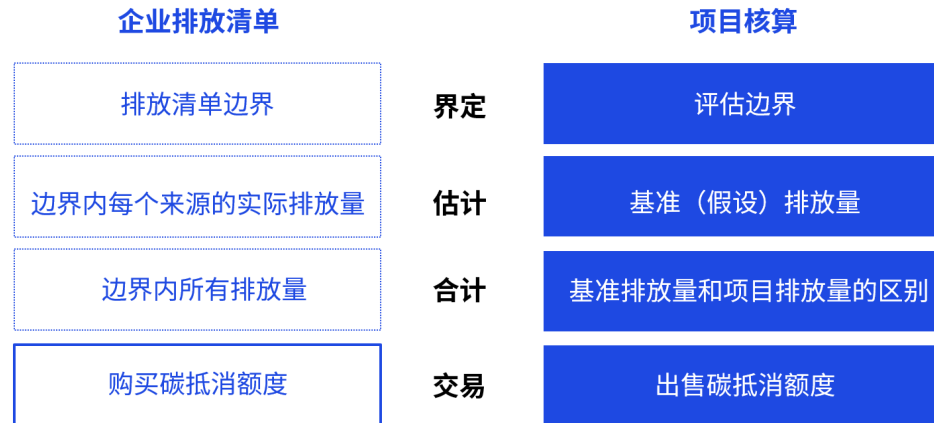 企业排放清单
项目核算
排放清单边界
界定
评估边界
边界内每个来源的实际排放量
估计
基准（假设）排放量
边界内所有排放量
合计
基准排放量和项目排放量的区别
购买碳抵消额度
交易
出售碳抵消额度